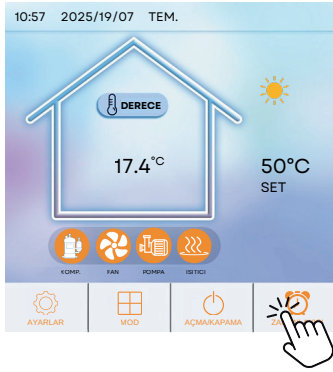 10:57 2025/19/07 TEM.
DERECE
17.4°C
50°C
SET
KOMP. FAN POMPA ISITICI
AYARLAR MOD AÇMA/KAPAMA